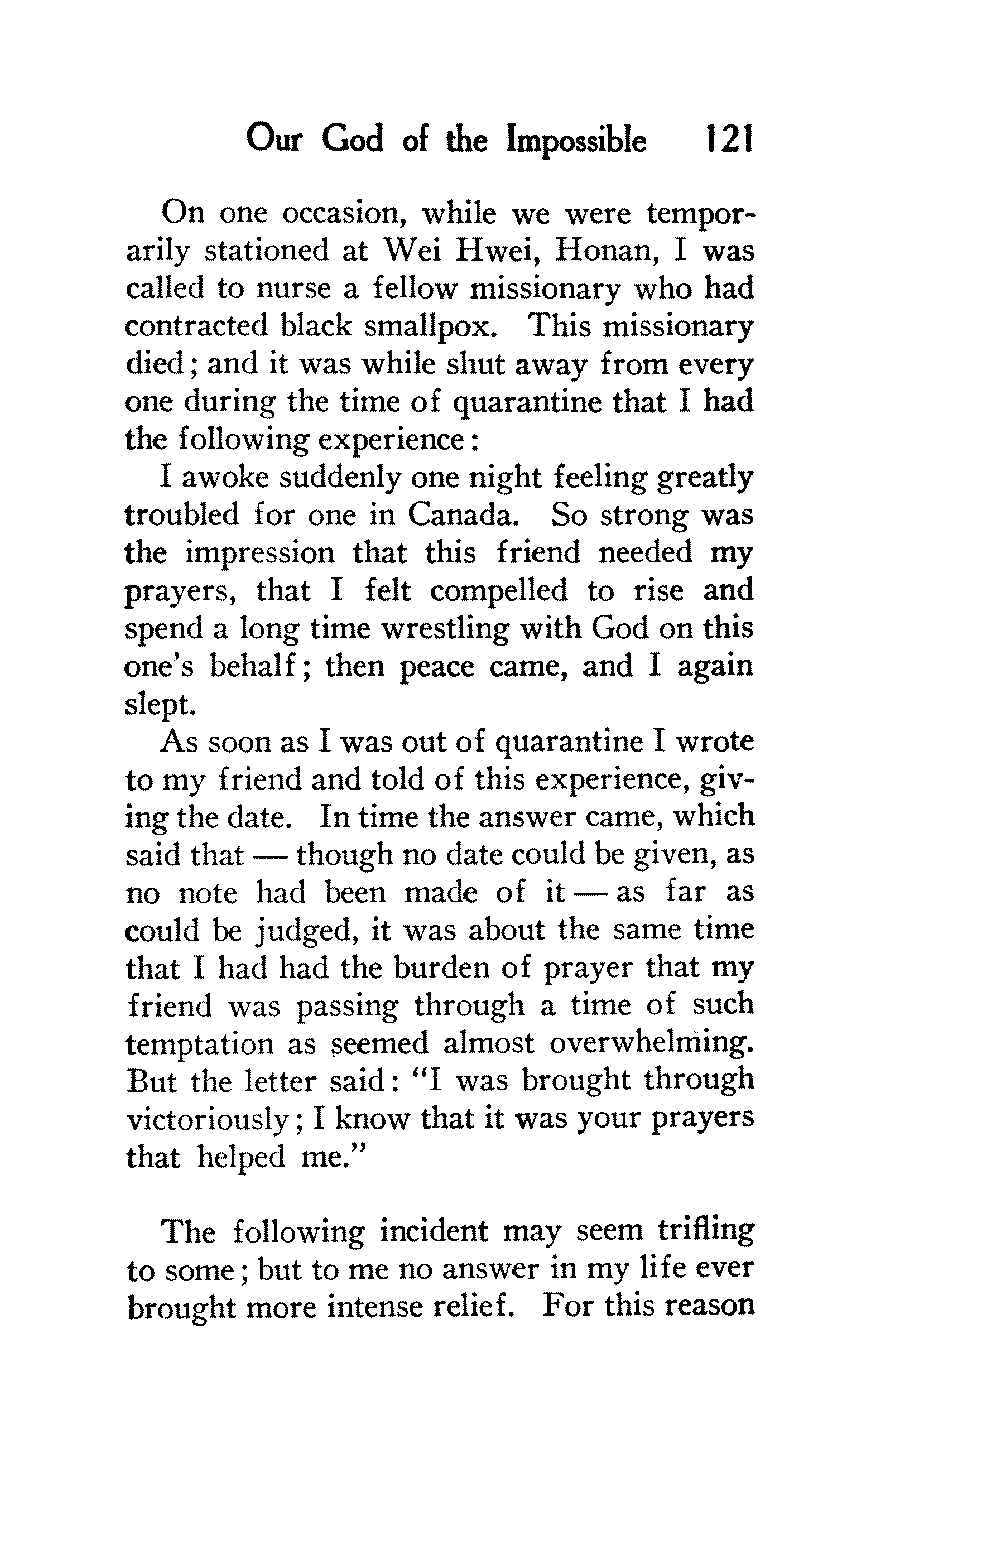 Our God of the Impossible 121
On one occasion, while we were tempor-
arily stationed at Wei Hwei, Honan, I was
called to nurse a fellow missionary who had
contracted black smallpox. This missionary
died; and it was while shut away from every
one during the time of quarantine that I had
the following experience:
I awoke suddenly one night feeling greatly
troubled for one in Canada. So strong was
the impression that this friend needed my
prayers, that I felt compelled to rise and
spend a long time wrestling with God on this
one's behalf; then peace came, and I again
slept.
As soon as I was out of quarantine I wrote
to my friend and told of this experience, giv-
ing the date. In time the answer came, which
said that — though no date could be given, as
no note had been made of it — as far as
could be judged, it was about the same time
that I had had the burden of prayer that my
friend was passing through a time of such
temptation as seemed almost overwhelming.
But the letter said: "I was brought through
victoriously; I know that it was your prayers
that helped me."
The following incident may seem trifling
to some; but to me no answer in my life ever
brought more intense relief. For this reason